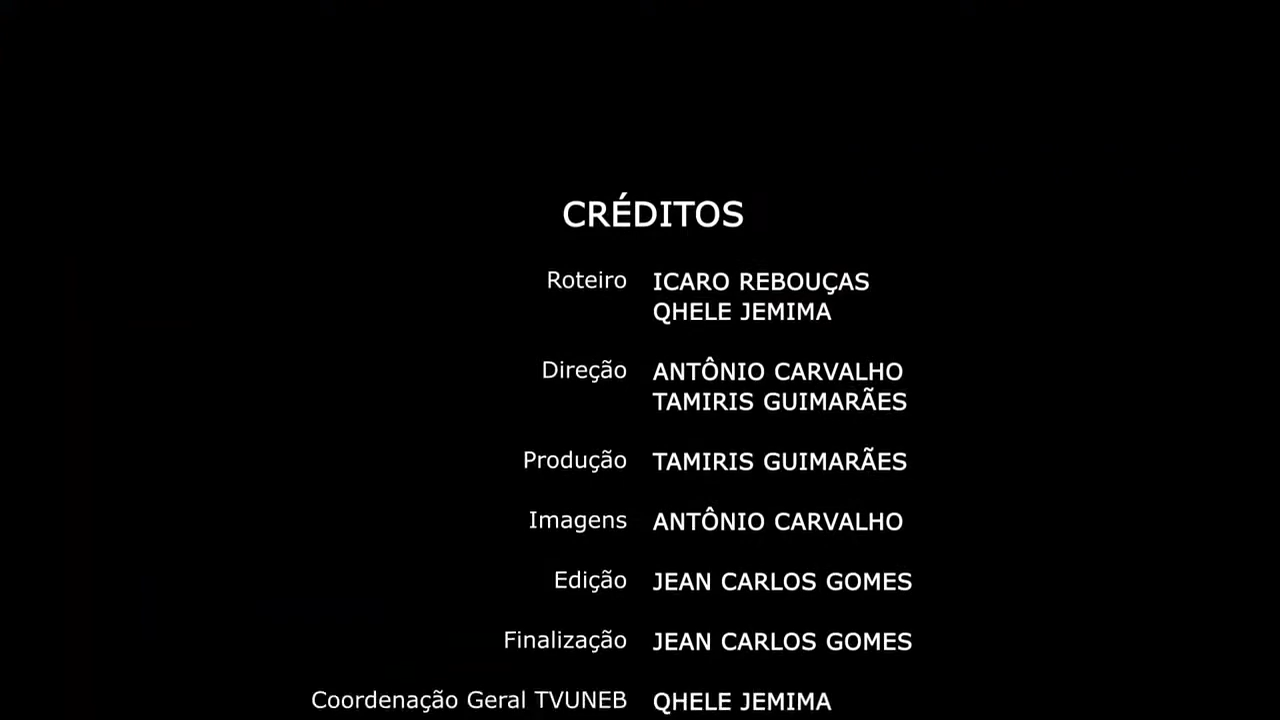 CRÉDITOS
Roteiro ICARO REBOUÇAS
QHELE JEMIMA
Direção ANTÔNIO CARVALHO
TAMIRIS GUIMARÃES
Produção TAMIRIS GUIMARÃES
Imagens ANTÔNIO CARVALHO
Edição JEAN CARLOS GOMES
Finalização JEAN CARLOS GOMES
Coordenação Geral TVUNEB QHELE JEMIMA